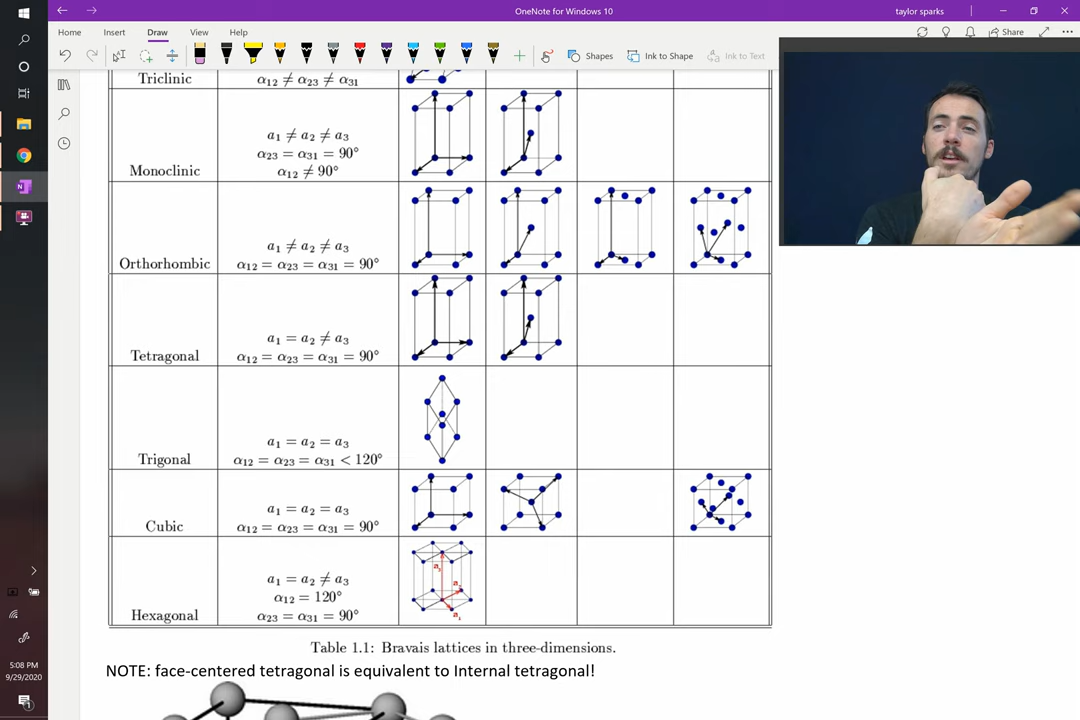 OneNote for Windows 10
taylor sparks
Home Insert Draw View Help
Share
Shapes
Ink to Shape
Ink to Text
Triclinic
α12 ≠ α23 ≠ α31
a1 ≠ a2 ≠ a3
α23 = α31 = 90°
Monoclinic
α12 ≠ 90°
a1 ≠ a2 ≠ a3
Orthorhombic
α12 = α23 = α31 = 90°
a1 = a2 ≠ a3
Tetragonal
α12 = α23 = α31 = 90°
a1 = a2 = a3
Trigonal
α12 = α23 = α31 < 120°
a1 = a2 = a3
Cubic
α12 = α23 = α31 = 90°
a1 = a2 ≠ a3
α12 = 120°
Hexagonal
α23 = α31 = 90°
Table 1.1: Bravais lattices in three-dimensions.
NOTE: face-centered tetragonal is equivalent to Internal tetragonal!
5:08 PM
9/29/2020